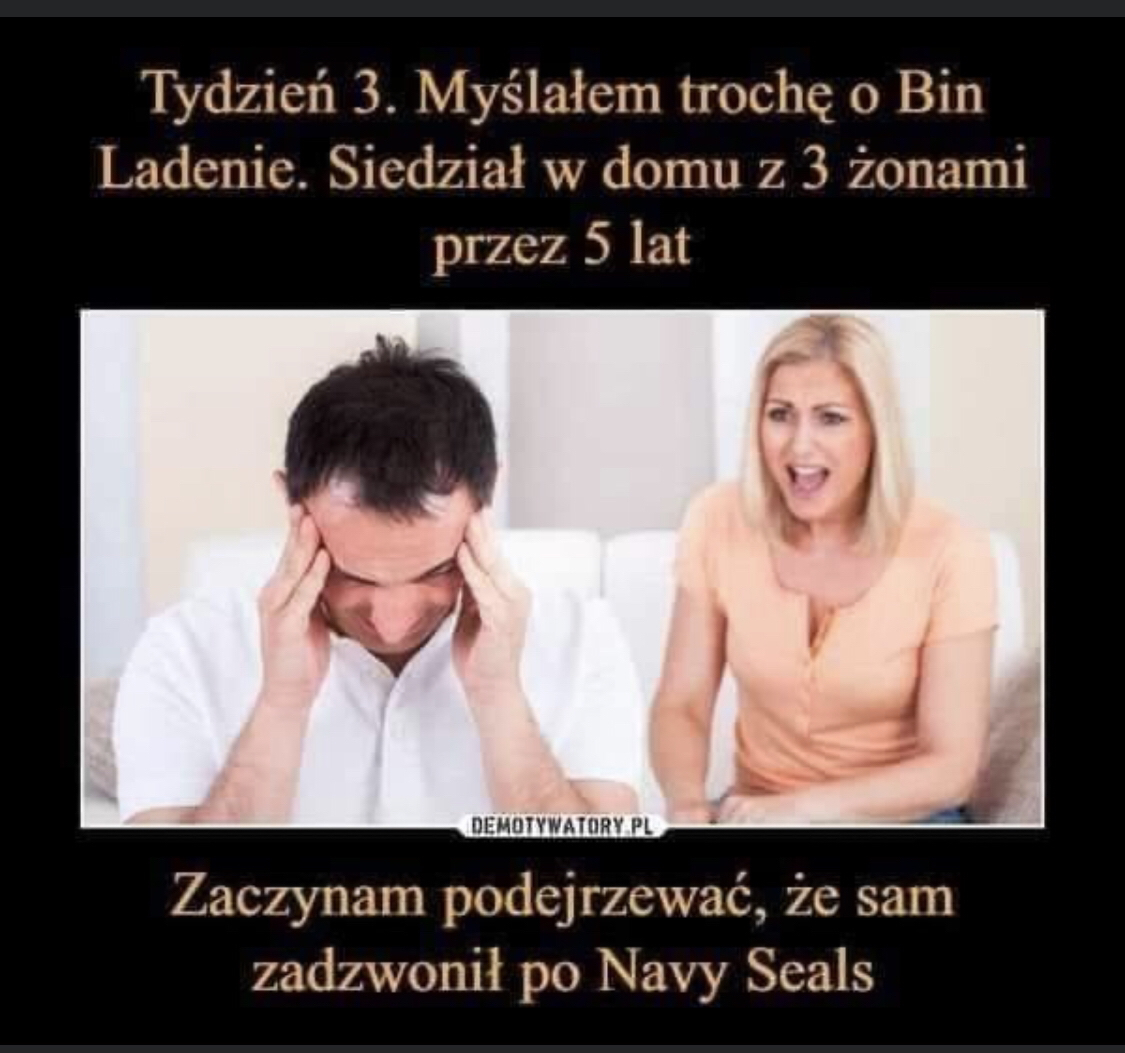 Tydzień 3. Myślałem trochę o Bin
Ladenie. Siedział w domu z 3 żonami
przez 5 lat
DEMOTYWATORY.PL
Zaczynam podejrzewać, że sam
zadzwonił po Navy Seals